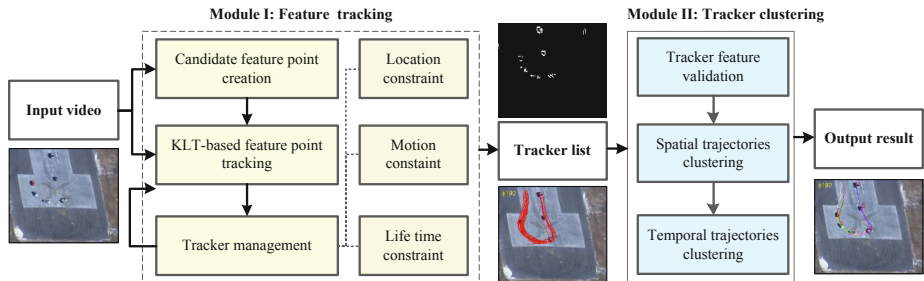 Module I: Feature tracking
Module II: Tracker clustering
Input video
Candidate feature point
creation
KLT-based feature point
tracking
Tracker management
Location
constraint
Motion
constaint
Life time
constraint
Tracker list
Tracker feature
validation
Spatial trajectories
clustering
Temporal trajectories
clustering
Output result